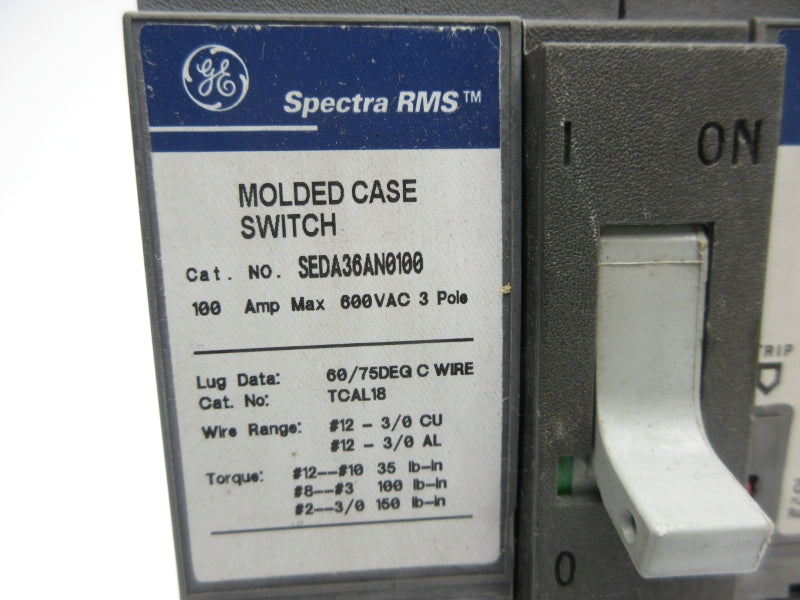 GE
Spectra RMS™
MOLDED CASE
SWITCH
Cat. NO. SEDA36AN0100
100 Amp Max 600VAC 3 Pole
Lug Data: 60/75DEG C WIRE
Cat. No: TCAL18
Wire Range: #12 - 3/0 CU
#12 - 3/0 AL
Torque: #12--#10 35 lb-in
#8--#3 100 lb-in
#2--3/0 150 lb-in
I ON
O
TRIP